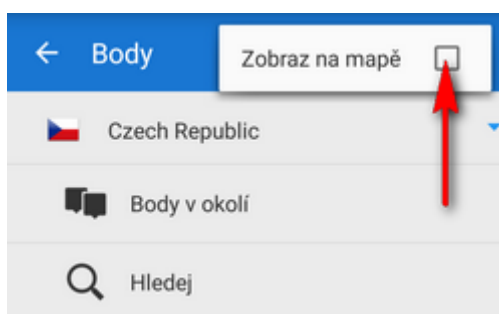 Body
Zobraz na mapě
Czech Republic
Body v okolí
Hledej